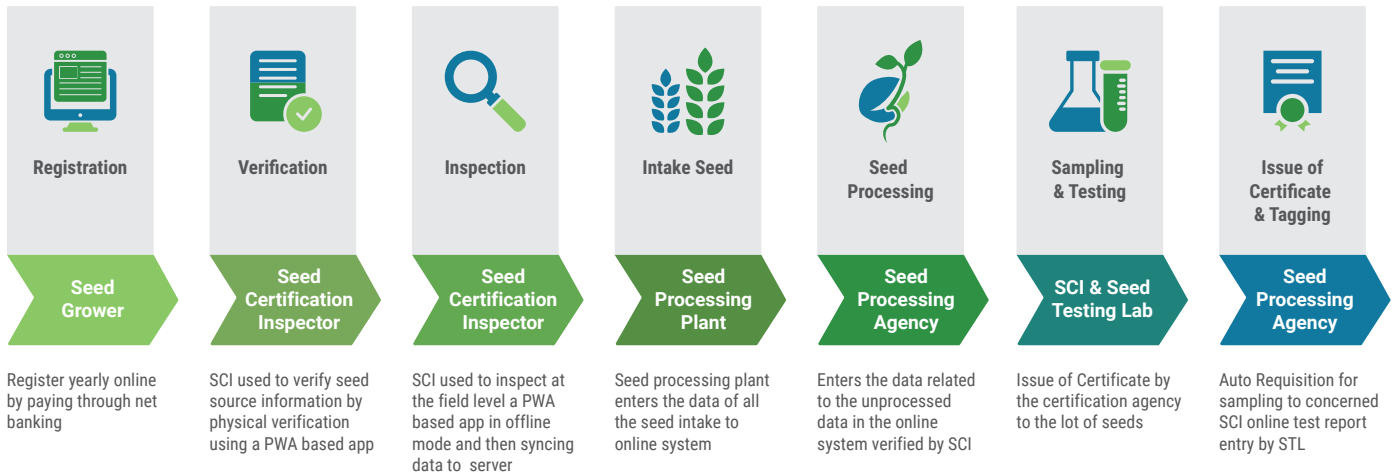 Registration
Seed
Grower
Register yearly online
by paying through net
banking
Verification
Seed
Certification
Inspector
SCI used to verify seed
source information by
physical verification
using a PWA based app
Inspection
Seed
Certification
Inspector
SCI used to inspect at
the field level a PWA
based app in offline
mode and then syncing
data to server
Intake Seed
Seed
Processing
Plant
Seed processing plant
enters the data of all
the seed intake to
online system
Seed
Processing
Seed
Processing
Agency
Enters the data related
to the unprocessed
data in the online
system verified by SCI
Sampling
& Testing
SCI & Seed
Testing Lab
Issue of Certificate by
the certification agency
to the lot of seeds
Issue of
Certificate
& Tagging
Seed
Processing
Agency
Auto Requisition for
sampling to concerned
SCI online test report
entry by STL